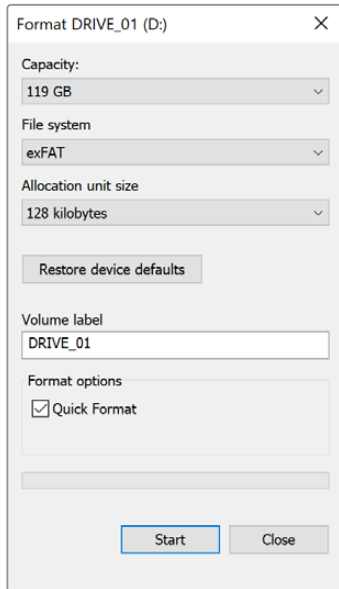 Format DRIVE_01 (D:)
Capacity:
119 GB
File system
exFAT
Allocation unit size
128 kilobytes
Restore device defaults
Volume label
DRIVE_01
Format options
Quick Format
Start Close